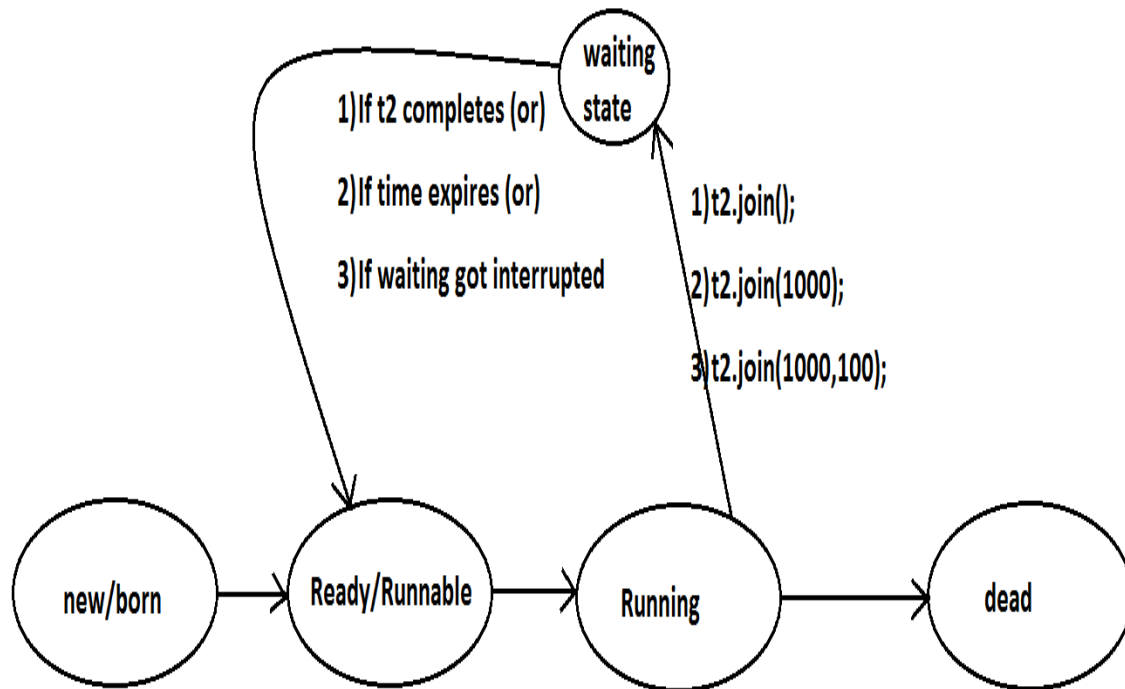 waiting
state
1)If t2 completes (or)
2)If time expires (or)
3)If waiting got interrupted
1)t2.join();
2)t2.join(1000);
3)t2.join(1000,100);
new/born
Ready/Runnable
Running
dead